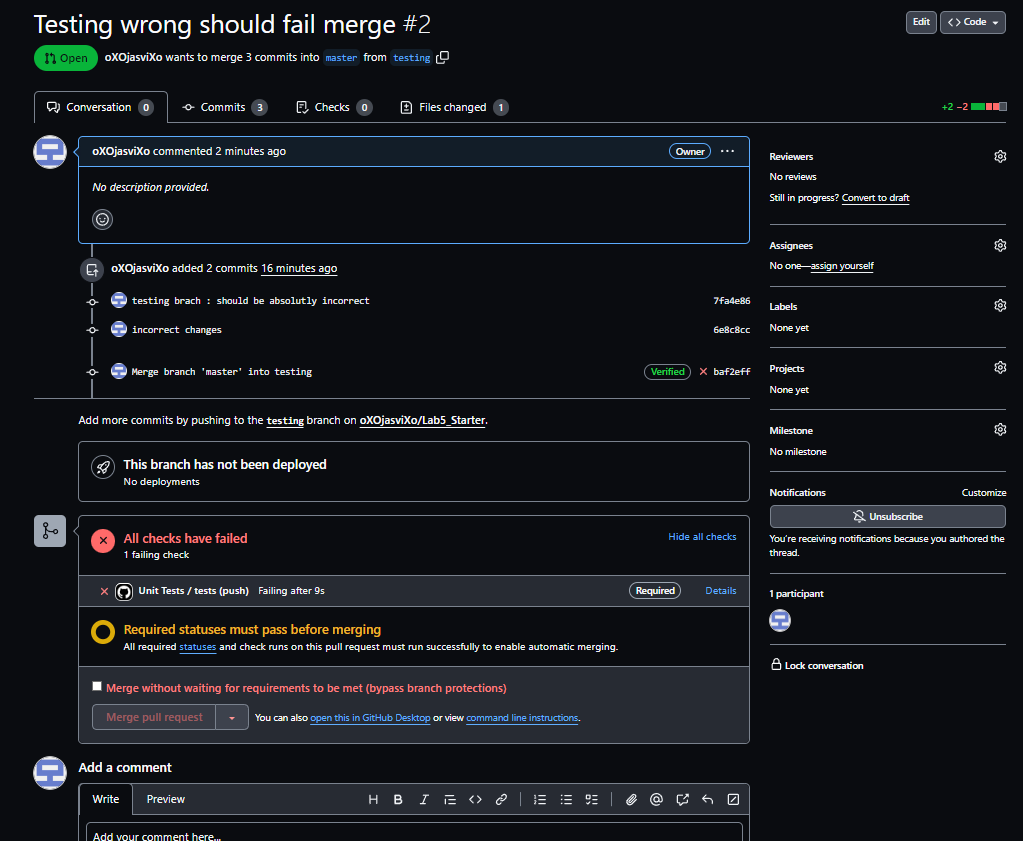 Testing wrong should fail merge #2
Edit
<> Code
Open
oXOjasviXo wants to merge 3 commits into master from testing
Conversation 0
Commits 3
Checks 0
Files changed 1
+2 −2
oXOjasviXo commented 2 minutes ago
Owner
No description provided.
oXOjasviXo added 2 commits 16 minutes ago
testing brach : should be absolutly incorrect
7fa4e86
incorrect changes
6e8c8cc
Merge branch 'master' into testing
Verified
baf2eff
Add more commits by pushing to the testing branch on oXOjasviXo/Lab5_Starter.
This branch has not been deployed
No deployments
All checks have failed
1 failing check
Hide all checks
Unit Tests / tests (push) Failing after 9s
Required
Details
Required statuses must pass before merging
All required statuses and check runs on this pull request must run successfully to enable automatic merging.
Merge without waiting for requirements to be met (bypass branch protections)
Merge pull request
You can also open this in GitHub Desktop or view command line instructions.
Add a comment
Write
Preview
Add your comment here...
Reviewers
No reviews
Still in progress? Convert to draft
Assignees
No one—assign yourself
Labels
None yet
Projects
None yet
Milestone
No milestone
Notifications
Customize
Unsubscribe
You're receiving notifications because you authored the
thread.
1 participant
Lock conversation